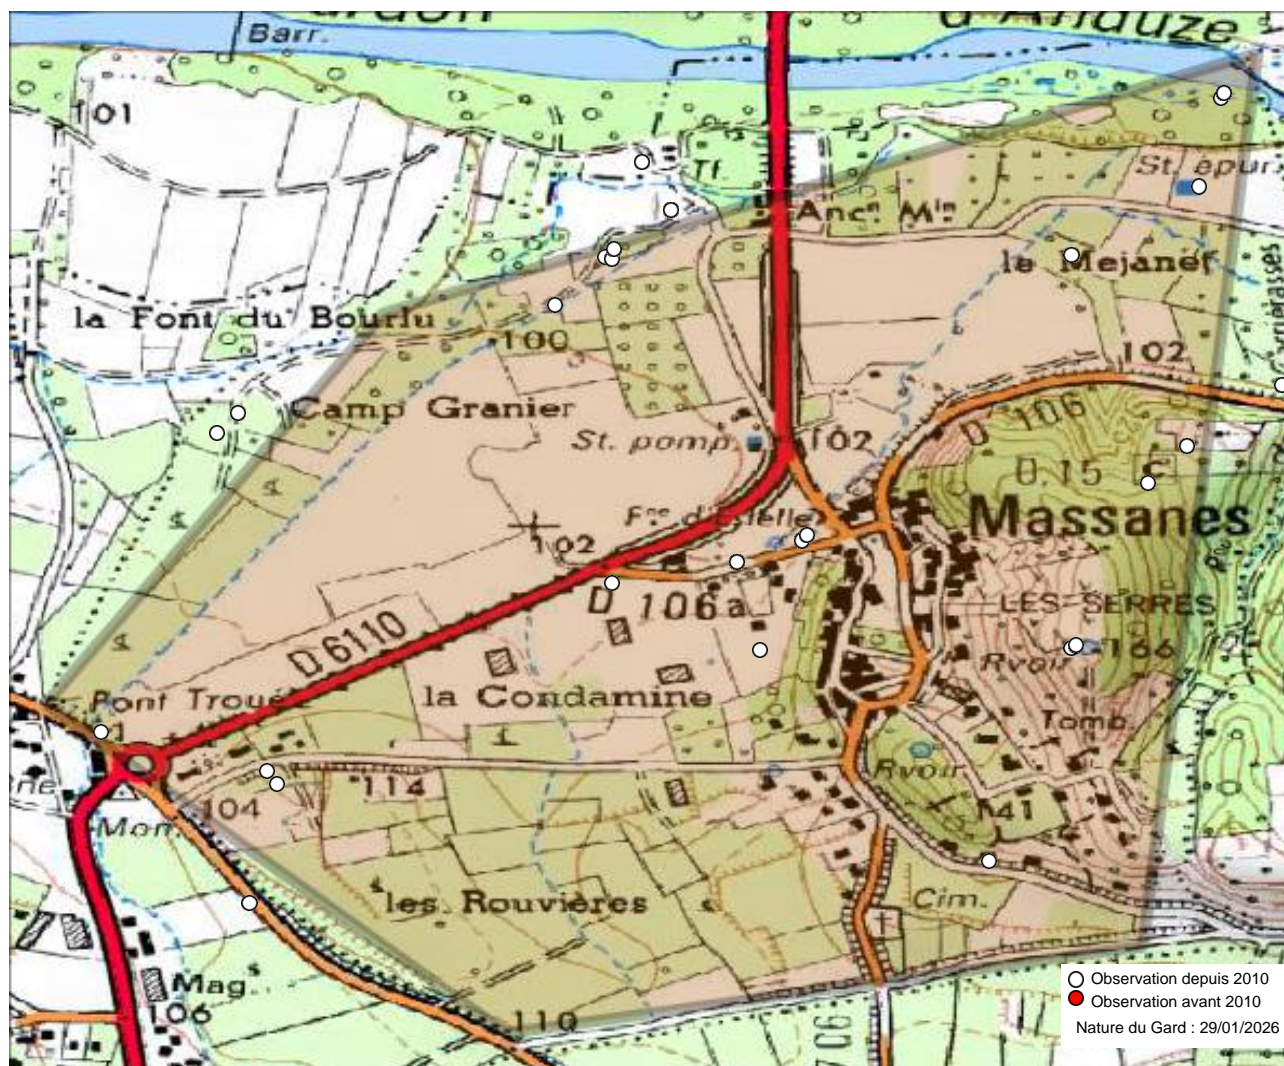 d'Anduze
Barr.
101
Tf.
St. épur.
Ancⁿ. Mⁱⁿ.
le Mejanel
la Font du Bourlu
100
102
Camp Granier
D 106
St. pomp.
102
0.15
C
Massanes
102
D 106a
LES SERRES
D 6110
Rvoir
166
la Condamine
Pont Troué
Tomb.
Rvoir
114
104
141
Mon.
les Rouvières
Cim.
Mag.ˢ
106
110
Observation depuis 2010
Observation avant 2010
Nature du Gard : 29/01/2026